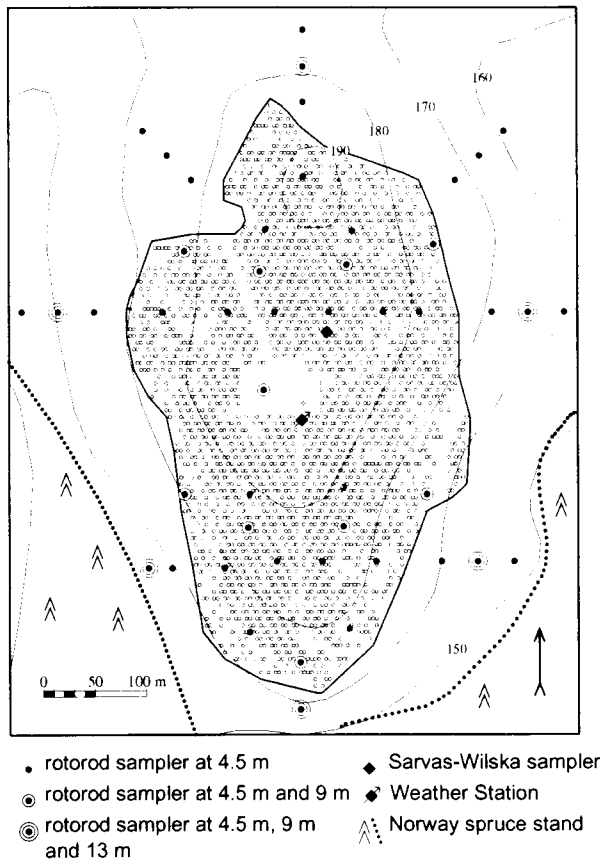 160
170
180
190
150
0 50 100 m
rotorod sampler at 4.5 m
rotorod sampler at 4.5 m and 9 m
rotorod sampler at 4.5 m, 9 m
and 13 m
Sarvas-Wilska sampler
Weather Station
Norway spruce stand